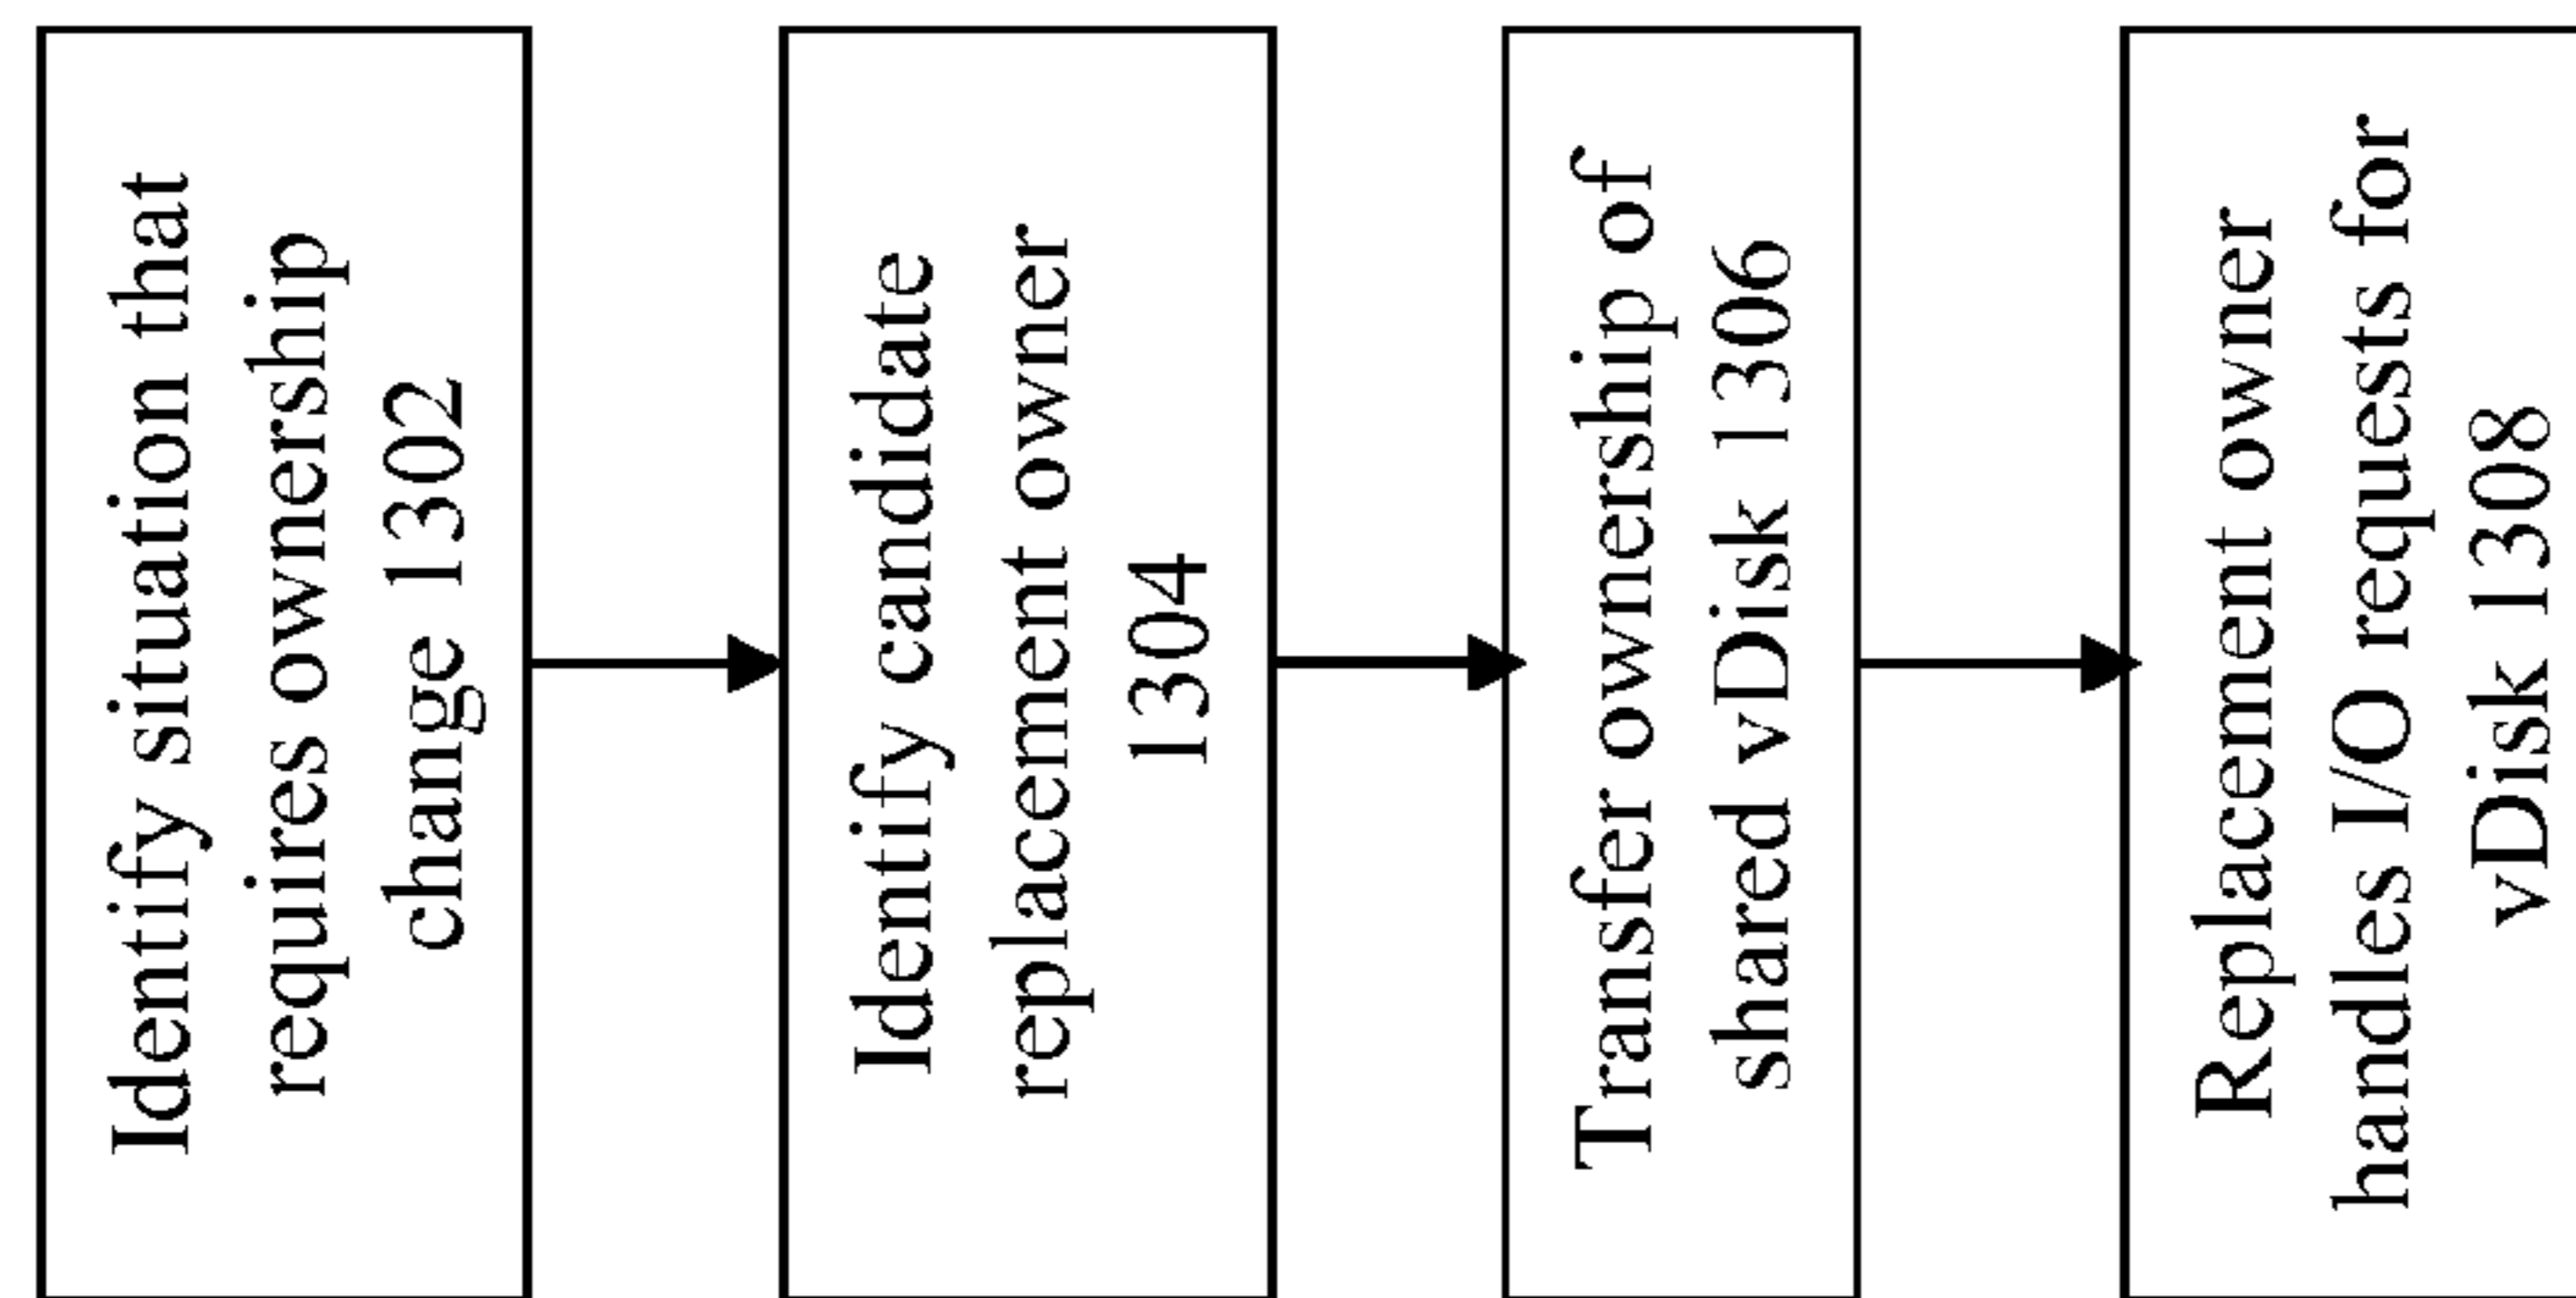 Identify situation that
requires ownership
change 1302
Identify candidate
replacement owner
1304
Transfer ownership of
shared vDisk 1306
Replacement owner
handles I/O requests for
vDisk 1308